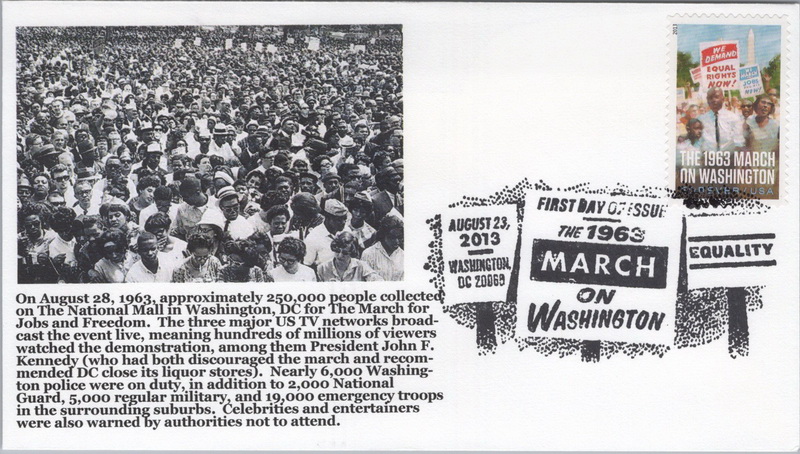 2013
WE
DEMAND
EQUAL
RIGHTS
NOW!
JOBS
NOW!
THE 1963 MARCH
ON WASHINGTON
FOREVER USA
AUGUST 23,
2013
WASHINGTON,
DC 20069
FIRST DAY OF ISSUE
THE 1963
MARCH
ON
WASHINGTON
EQUALITY
On August 28, 1963, approximately 250,000 people collected
on The National Mall in Washington, DC for The March for
Jobs and Freedom. The three major US TV networks broad-
cast the event live, meaning hundreds of millions of viewers
watched the demonstration, among them President John F.
Kennedy (who had both discouraged the march and recom-
mended DC close its liquor stores). Nearly 6,000 Washing-
ton police were on duty, in addition to 2,000 National
Guard, 5,000 regular military, and 19,000 emergency troops
in the surrounding suburbs. Celebrities and entertainers
were also warned by authorities not to attend.